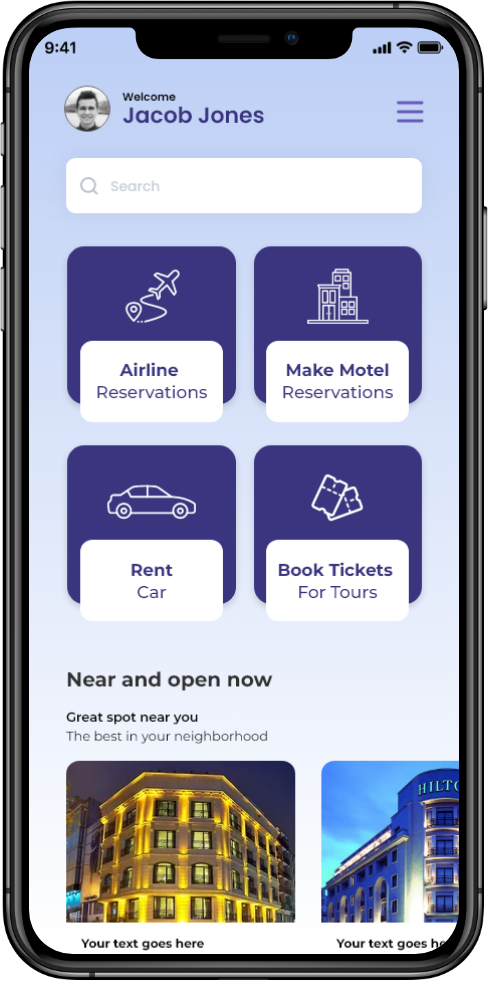 9:41
Welcome
Jacob Jones
Search
Airline
Reservations
Make Motel
Reservations
Rent
Car
Book Tickets
For Tours
Near and open now
Great spot near you
The best in your neighborhood
HILTO
Your text goes here
Your text goes he